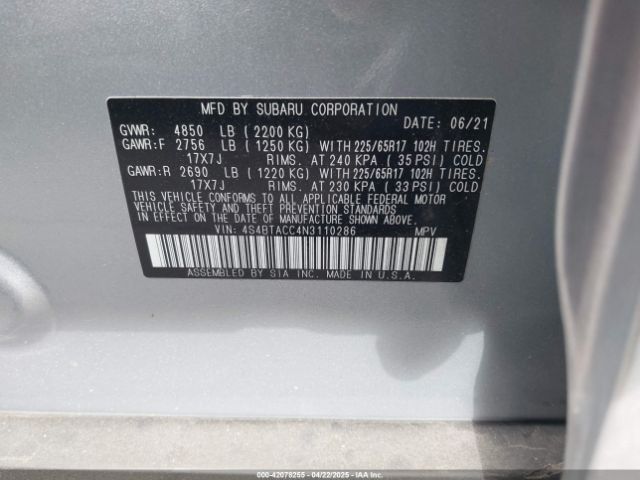 MFD BY SUBARU CORPORATION
DATE: 06/21
GVWR: 4850 LB (2200 KG)
GAWR:F 2756 LB (1250 KG) WITH 225/65R17 102H TIRES.
17X7J RIMS. AT 240 KPA (35 PSI) COLD
GAWR:R 2690 LB (1220 KG) WITH 225/65R17 102H TIRES.
17X7J RIMS. AT 230 KPA (33 PSI) COLD
THIS VEHICLE CONFORMS TO ALL APPLICABLE FEDERAL MOTOR
VEHICLE SAFETY AND THEFT PREVENTION STANDARDS
IN EFFECT ON THE DATE OF MANUFACTURE SHOWN ABOVE.
VIN: 4S4BTACC4N3110286 MPV
ASSEMBLED BY SIA INC. MADE IN U.S.A.
000-42078255 - 04/22/2025 - IAAI.COM